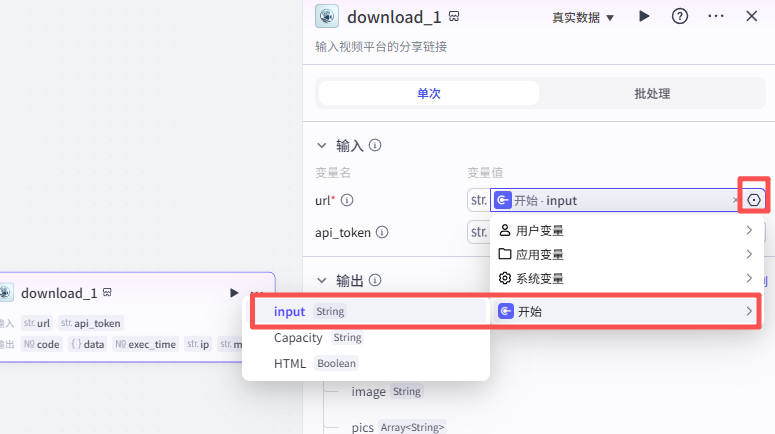 download_1
真实数据
输入视频平台的分享链接
单次
批处理
输入
变量名
变量值
url*
str.
开始 · input
api_token
str.
用户变量
应用变量
系统变量
开始
输出
input String
Capacity String
HTML Boolean
image String
pics Array<String>
download_1
输入 str. url str. api_token
输出 № code { } data № exec_time str. ip str. m